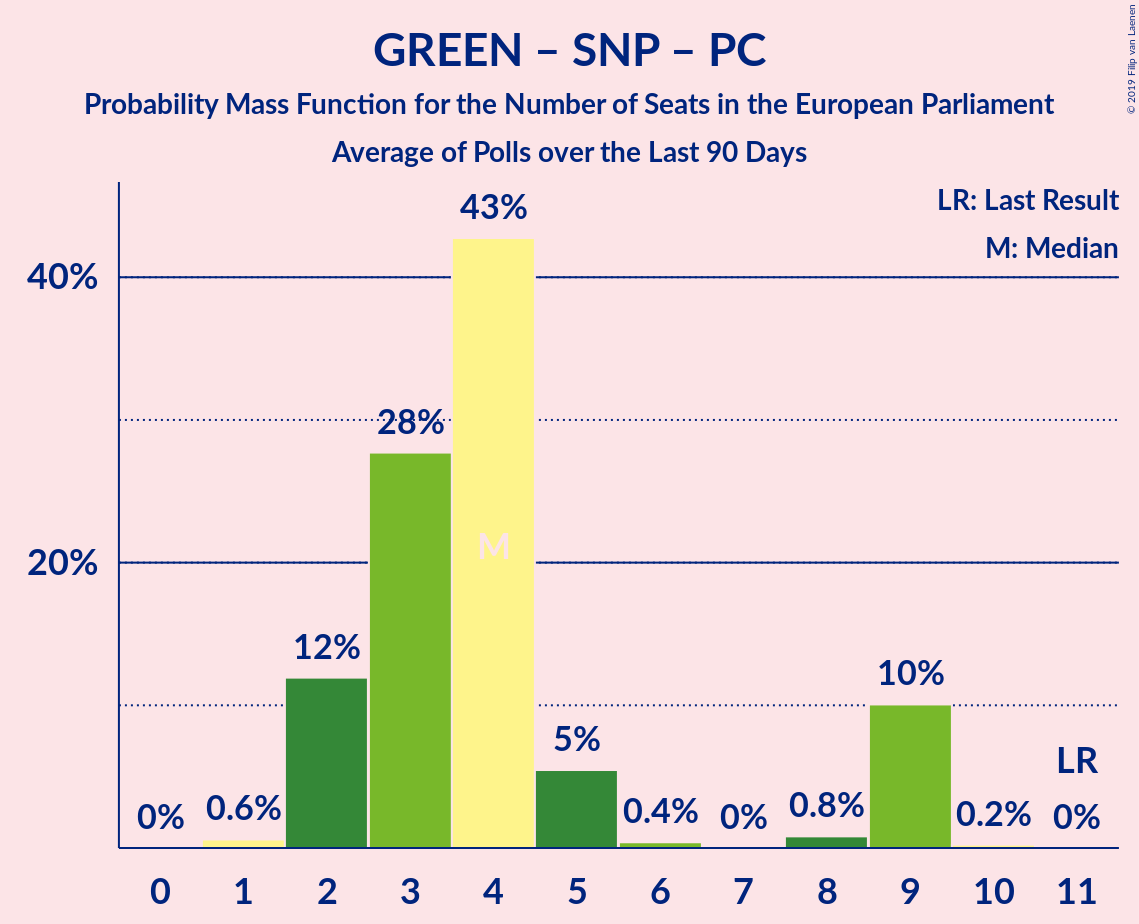 GREEN – SNP – PC
Probability Mass Function for the Number of Seats in the European Parliament
Average of Polls over the Last 90 Days
© 2019 Filip van Laenen
LR: Last Result
M: Median
43%
40%
28%
M
20%
12%
10%
5%
LR
0%
0.6%
0.4%
0%
0.8%
0.2%
0%
0 1 2 3 4 5 6 7 8 9 10 11